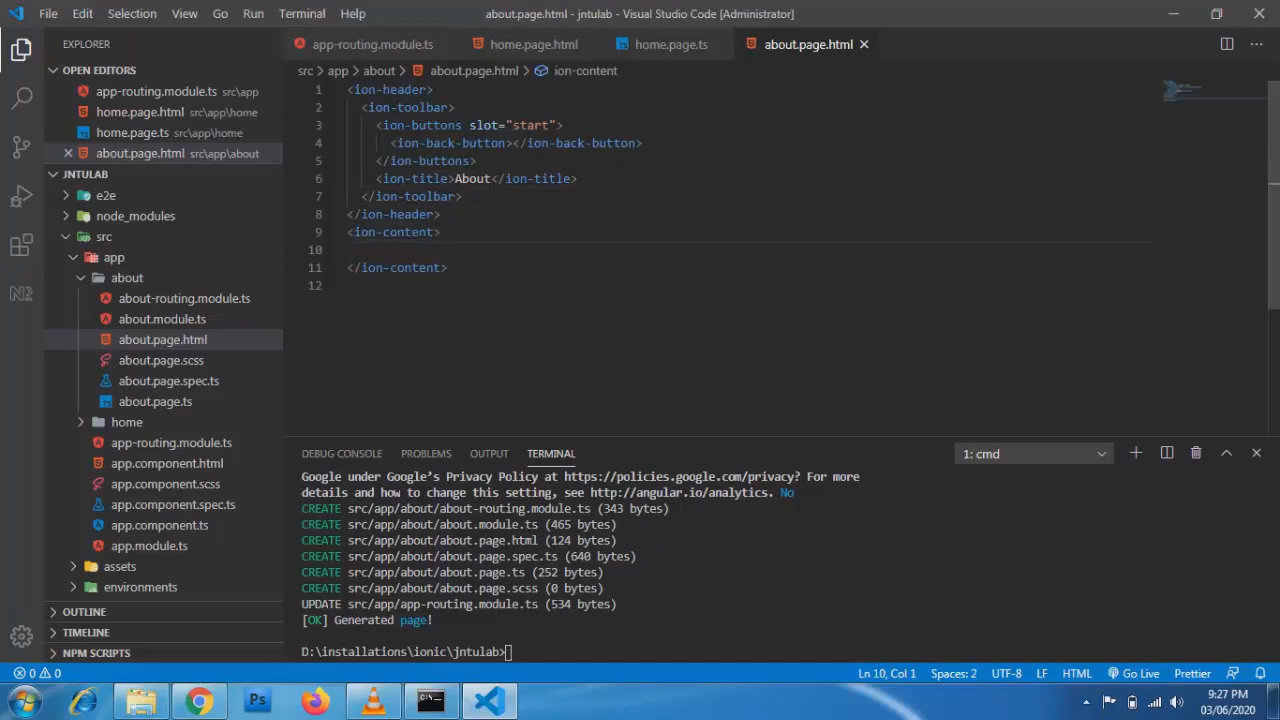 File Edit Selection View Go Run Terminal Help
about.page.html - jntulab - Visual Studio Code [Administrator]
EXPLORER
OPEN EDITORS
app-routing.module.ts src\app
home.page.html src\app\home
home.page.ts src\app\home
about.page.html src\app\about
JNTULAB
e2e
node_modules
src
app
about
about-routing.module.ts
about.module.ts
about.page.html
about.page.scss
about.page.spec.ts
about.page.ts
home
app-routing.module.ts
app.component.html
app.component.scss
app.component.spec.ts
app.component.ts
app.module.ts
assets
environments
OUTLINE
TIMELINE
NPM SCRIPTS
app-routing.module.ts home.page.html home.page.ts about.page.html
src > app > about > about.page.html > ion-content
1 <ion-header>
2 <ion-toolbar>
3 <ion-buttons slot="start">
4 <ion-back-button></ion-back-button>
5 </ion-buttons>
6 <ion-title>About</ion-title>
7 </ion-toolbar>
8 </ion-header>
9 <ion-content>
10
11 </ion-content>
12
DEBUG CONSOLE PROBLEMS OUTPUT TERMINAL
1: cmd
Google under Google’s Privacy Policy at https://policies.google.com/privacy? For more
details and how to change this setting, see http://angular.io/analytics. No
CREATE src/app/about/about-routing.module.ts (343 bytes)
CREATE src/app/about/about.module.ts (465 bytes)
CREATE src/app/about/about.page.html (124 bytes)
CREATE src/app/about/about.page.spec.ts (640 bytes)
CREATE src/app/about/about.page.ts (252 bytes)
CREATE src/app/about/about.page.scss (0 bytes)
UPDATE src/app/app-routing.module.ts (534 bytes)
[OK] Generated page!
D:\installations\ionic\jntulab>
0 0
Ln 10, Col 1 Spaces: 2 UTF-8 LF HTML Go Live Prettier
Ps
9:27 PM
03/06/2020